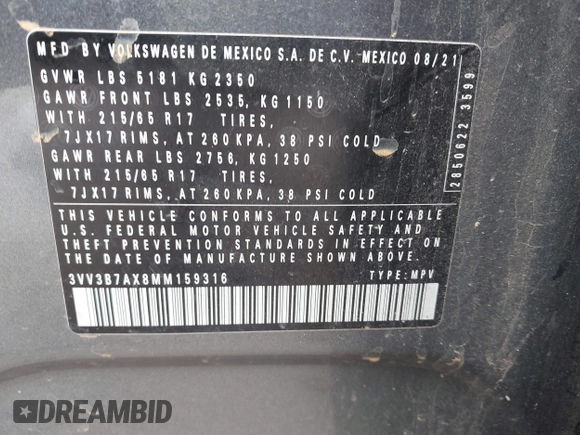 MFD BY VOLKSWAGEN DE MEXICO S.A. DE C.V. MEXICO 08/21
GVWR LBS 5181 KG 2350
GAWR FRONT LBS 2535, KG 1150
WITH 215/65 R17 TIRES,
7JX17 RIMS, AT 260 KPA, 38 PSI COLD
GAWR REAR LBS 2756, KG 1250
WITH 215/65 R17 TIRES,
7JX17 RIMS, AT 260 KPA, 38 PSI COLD
THIS VEHICLE CONFORMS TO ALL APPLICABLE
U.S. FEDERAL MOTOR VEHICLE SAFETY AND
THEFT PREVENTION STANDARDS IN EFFECT ON
THE DATE OF MANUFACTURE SHOWN ABOVE.
3VV3B7AX8MM159316 TYPE: MPV
2850622 3599
DREAMBID